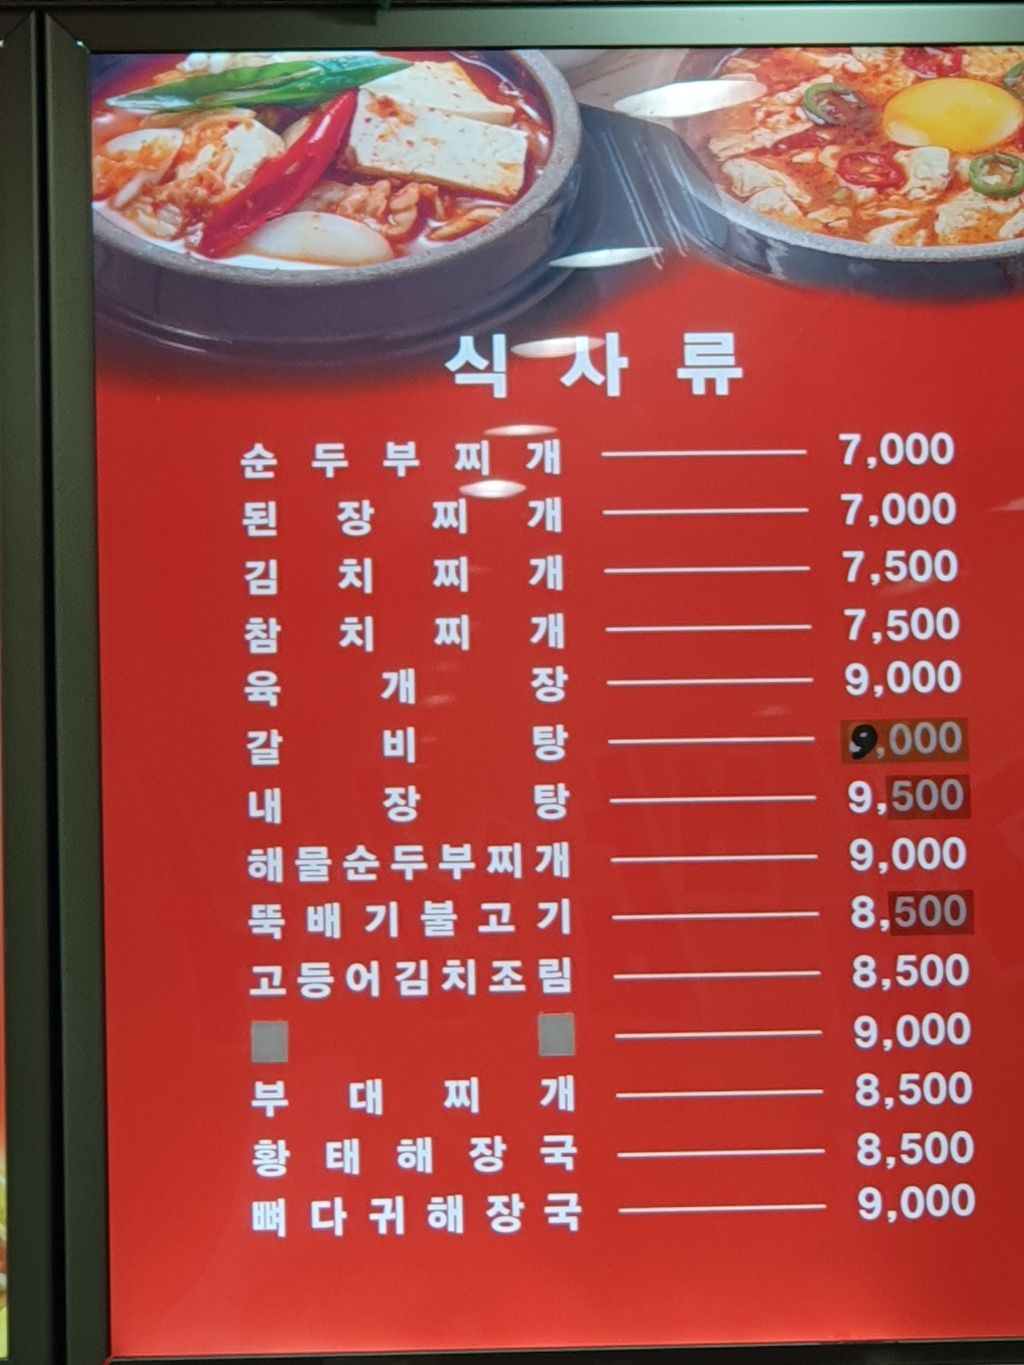 식사류
순두부찌개 7,000
된장찌개 7,000
김치찌개 7,500
참치찌개 7,500
육개장 9,000
갈비탕 9,000
내장탕 9,500
해물순두부찌개 9,000
뚝배기불고기 8,500
고등어김치조림 8,500
9,000
부대찌개 8,500
황태해장국 8,500
뼈다귀해장국 9,000